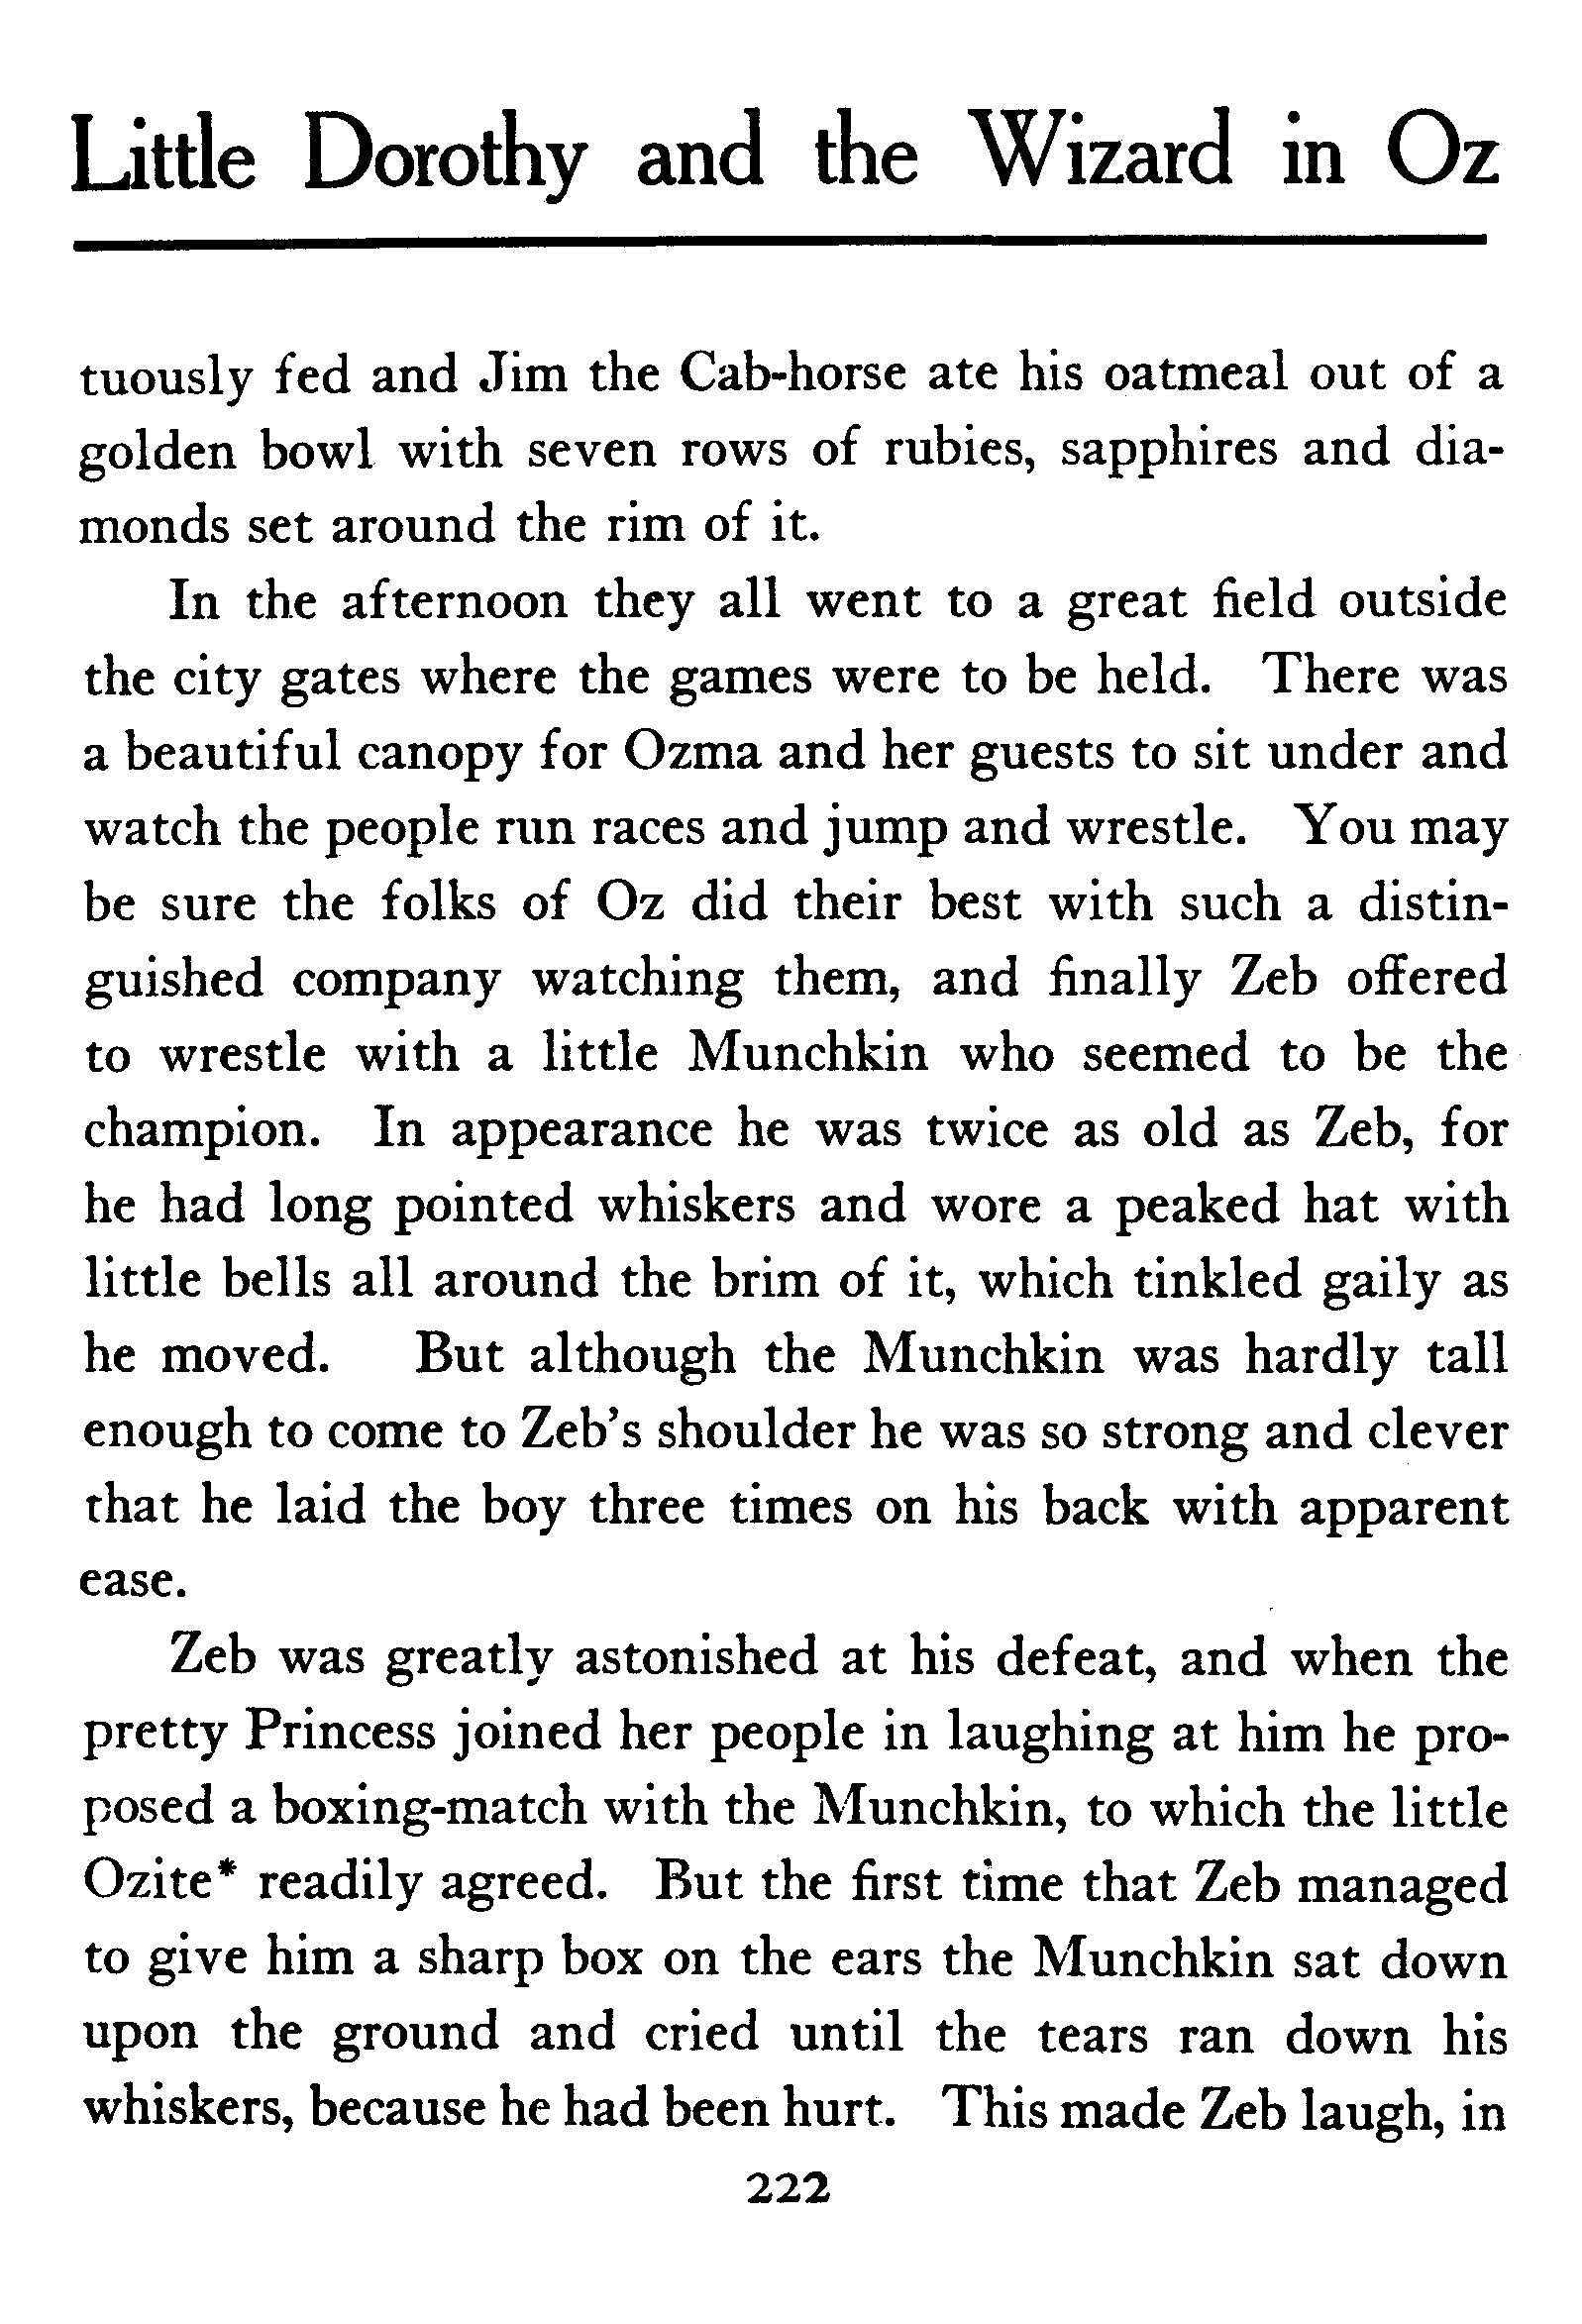 Little Dorothy and the Wizard in Oz
tuously fed and Jim the Cab-horse ate his oatmeal out of a
golden bowl with seven rows of rubies, sapphires and dia-
monds set around the rim of it.
In the afternoon they all went to a great field outside
the city gates where the games were to be held. There was
a beautiful canopy for Ozma and her guests to sit under and
watch the people run races and jump and wrestle. You may
be sure the folks of Oz did their best with such a distin-
guished company watching them, and finally Zeb offered
to wrestle with a little Munchkin who seemed to be the
champion. In appearance he was twice as old as Zeb, for
he had long pointed whiskers and wore a peaked hat with
little bells all around the brim of it, which tinkled gaily as
he moved. But although the Munchkin was hardly tall
enough to come to Zeb's shoulder he was so strong and clever
that he laid the boy three times on his back with apparent
ease.
Zeb was greatly astonished at his defeat, and when the
pretty Princess joined her people in laughing at him he pro-
posed a boxing-match with the Munchkin, to which the little
Ozite* readily agreed. But the first time that Zeb managed
to give him a sharp box on the ears the Munchkin sat down
upon the ground and cried until the tears ran down his
whiskers, because he had been hurt. This made Zeb laugh, in
222